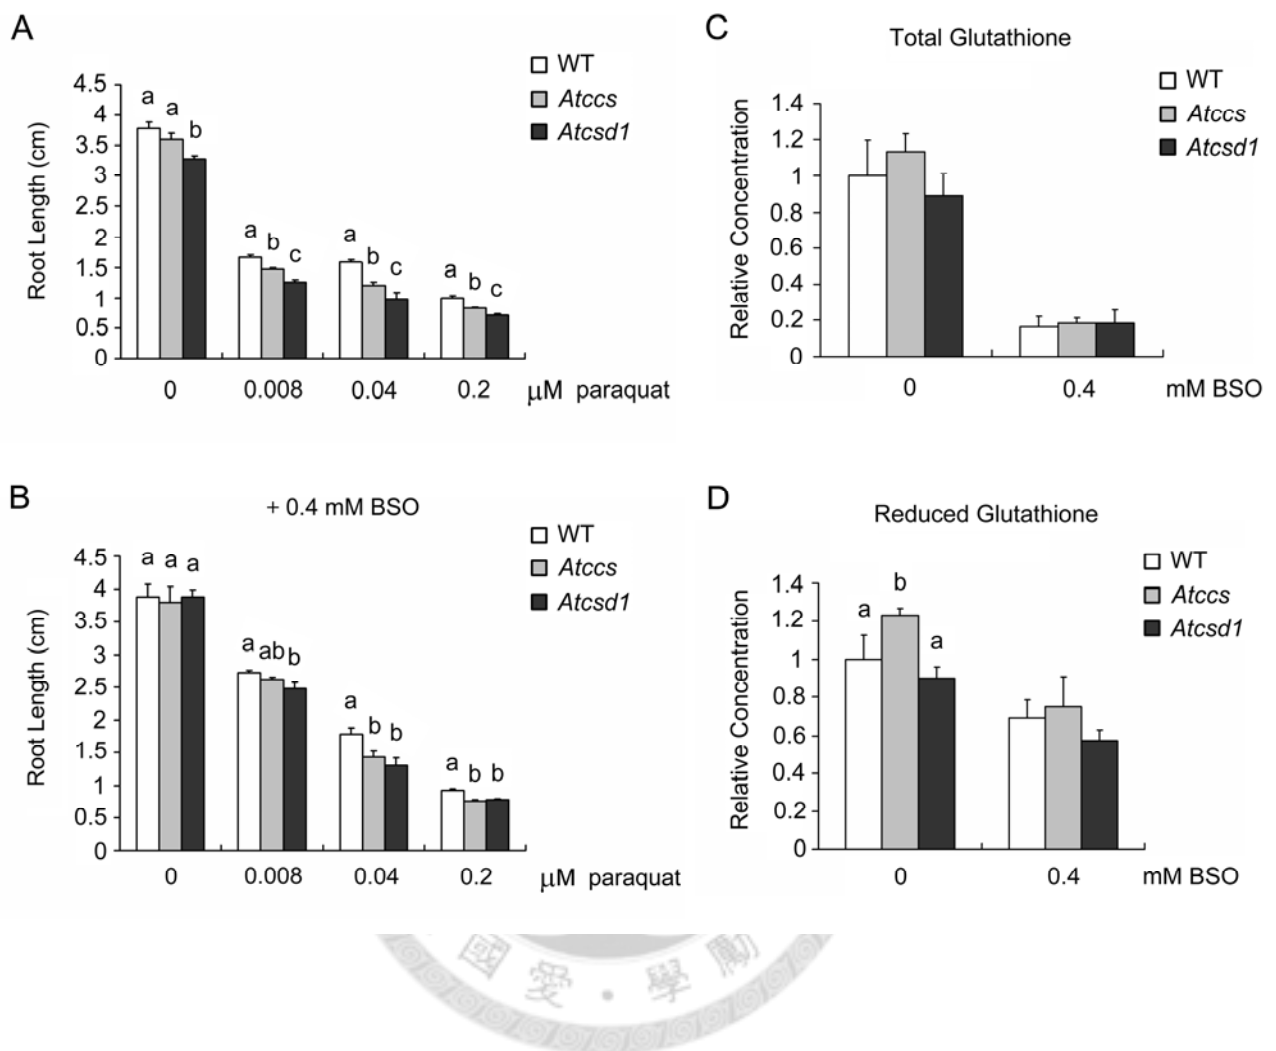 A
WT
Atccs
Atcsd1
Root Length (cm)
4.5
4
3.5
3
2.5
2
1.5
1
0.5
0
a a b
a b c
a b c
a b c
0 0.008 0.04 0.2 μM paraquat
B
+ 0.4 mM BSO
WT
Atccs
Atcsd1
Root Length (cm)
4.5
4
3.5
3
2.5
2
1.5
1
0.5
0
a a a
a ab b
a b b
a b b
0 0.008 0.04 0.2 μM paraquat
C
Total Glutathione
WT
Atccs
Atcsd1
Relative Concentration
1.4
1.2
1
0.8
0.6
0.4
0.2
0
0 0.4 mM BSO
D
Reduced Glutathione
WT
Atccs
Atcsd1
Relative Concentration
1.4
1.2
1
0.8
0.6
0.4
0.2
0
a b a
0 0.4 mM BSO
國愛·學勵